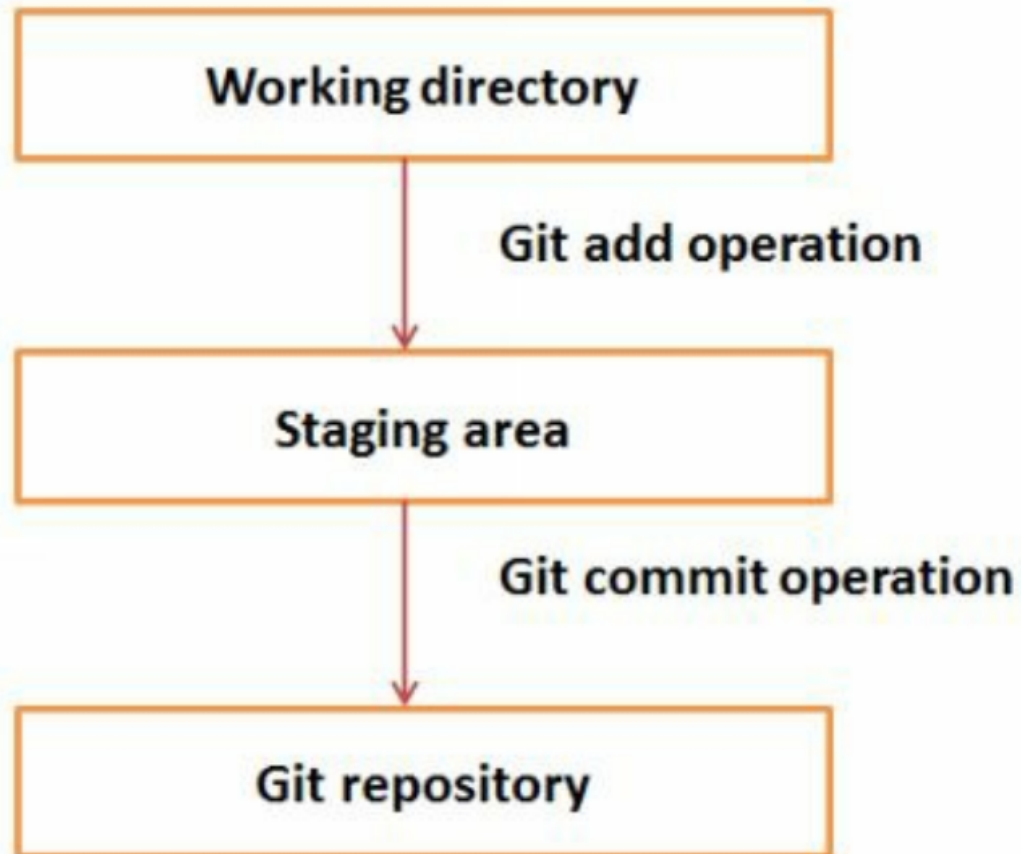 Working directory
Git add operation
Staging area
Git commit operation
Git repository